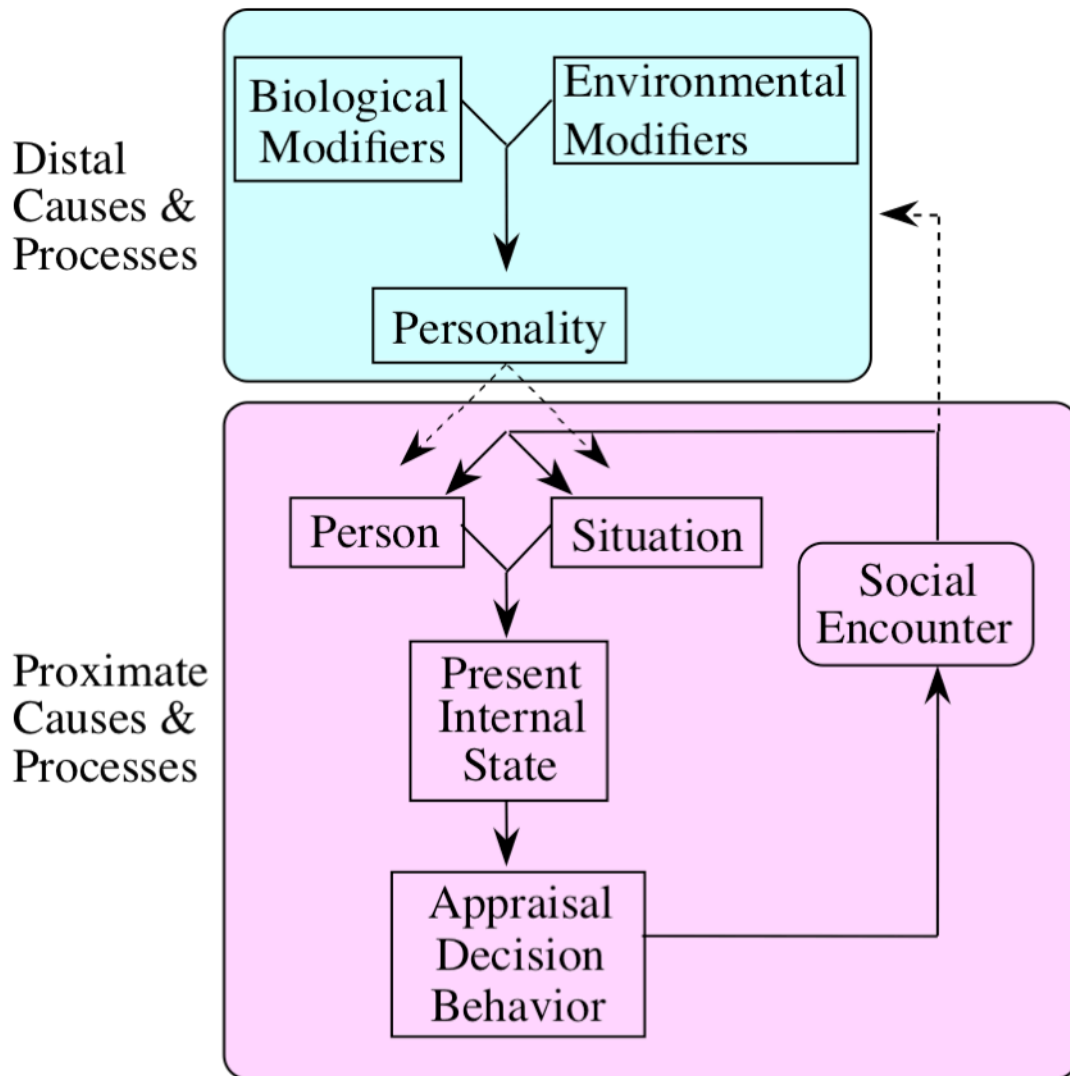 Distal
Causes &
Processes
Biological
Modifiers
Environmental
Modifiers
Personality
Proximate
Causes &
Processes
Person
Situation
Social
Encounter
Present
Internal
State
Appraisal
Decision
Behavior